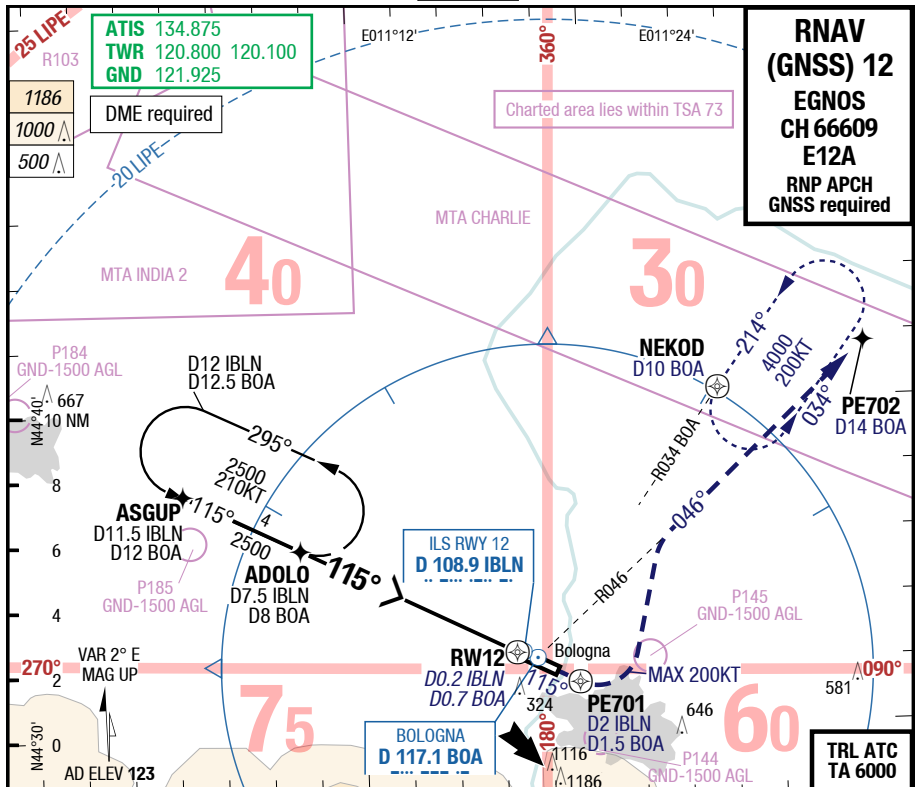 25 LIPE
R103
ATIS 134.875
TWR 120.800 120.100
GND 121.925
E011°12'
360°
E011°24'
RNAV
(GNSS) 12
EGNOS
CH 66609
E12A
RNP APCH
GNSS required
1186
1000
500
DME required
Charted area lies within TSA 73
20 LIPE
MTA CHARLIE
MTA INDIA 2
40
30
P184
GND-1500 AGL
667
10 NM
N44°40'
D12 IBLN
D12.5 BOA
NEKOD
D10 BOA
214°
4000
200KT
034°
PE702
D14 BOA
295°
2500
210KT
R034 BOA
8
ASGUP
D11.5 IBLN
D12 BOA
115°
4
2500
046°
6
ADOLO
D7.5 IBLN
D8 BOA
115°
ILS RWY 12
D 108.9 IBLN
P185
GND-1500 AGL
R046
P145
GND-1500 AGL
4
VAR 2° E
MAG UP
270°
RW12
D0.2 IBLN
D0.7 BOA
Bologna
MAX 200KT
090°
2
115°
324
PE701
D2 IBLN
D1.5 BOA
646
581
75
60
BOLOGNA
D 117.1 BOA
180°
N44°30'
0
1116
1186
P144
GND-1500 AGL
AD ELEV 123
TRL ATC
TA 6000